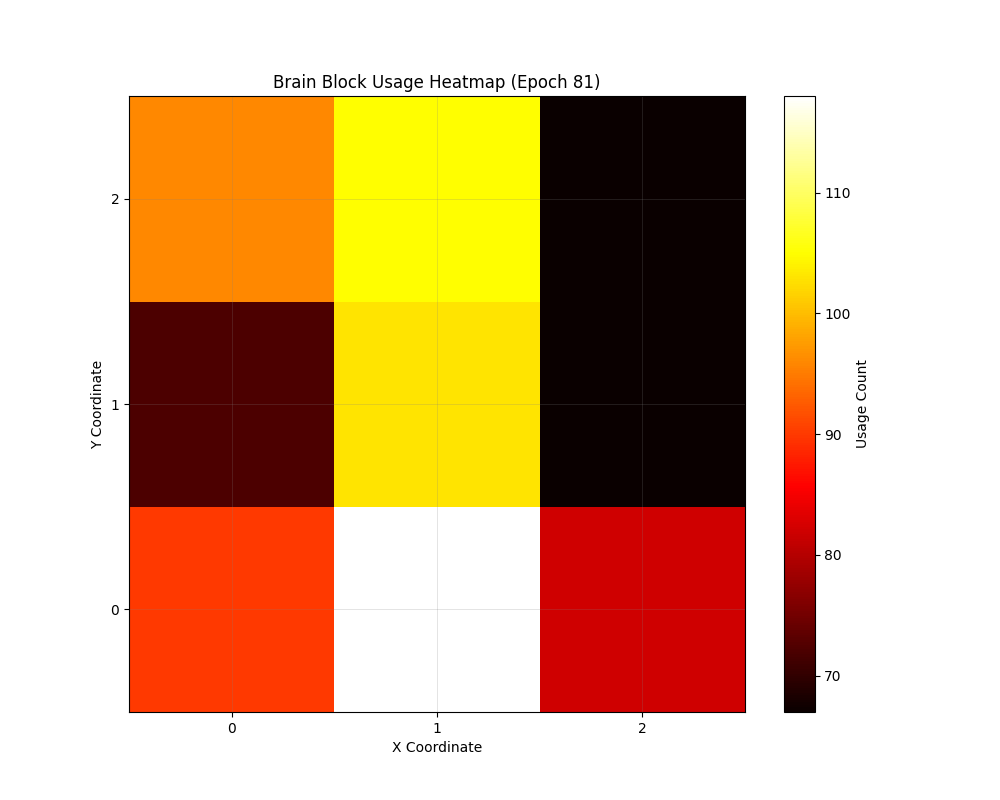 Brain Block Usage Heatmap (Epoch 81)
2
1
0
Y Coordinate
0
1
2
X Coordinate
110
100
90
80
70
Usage Count